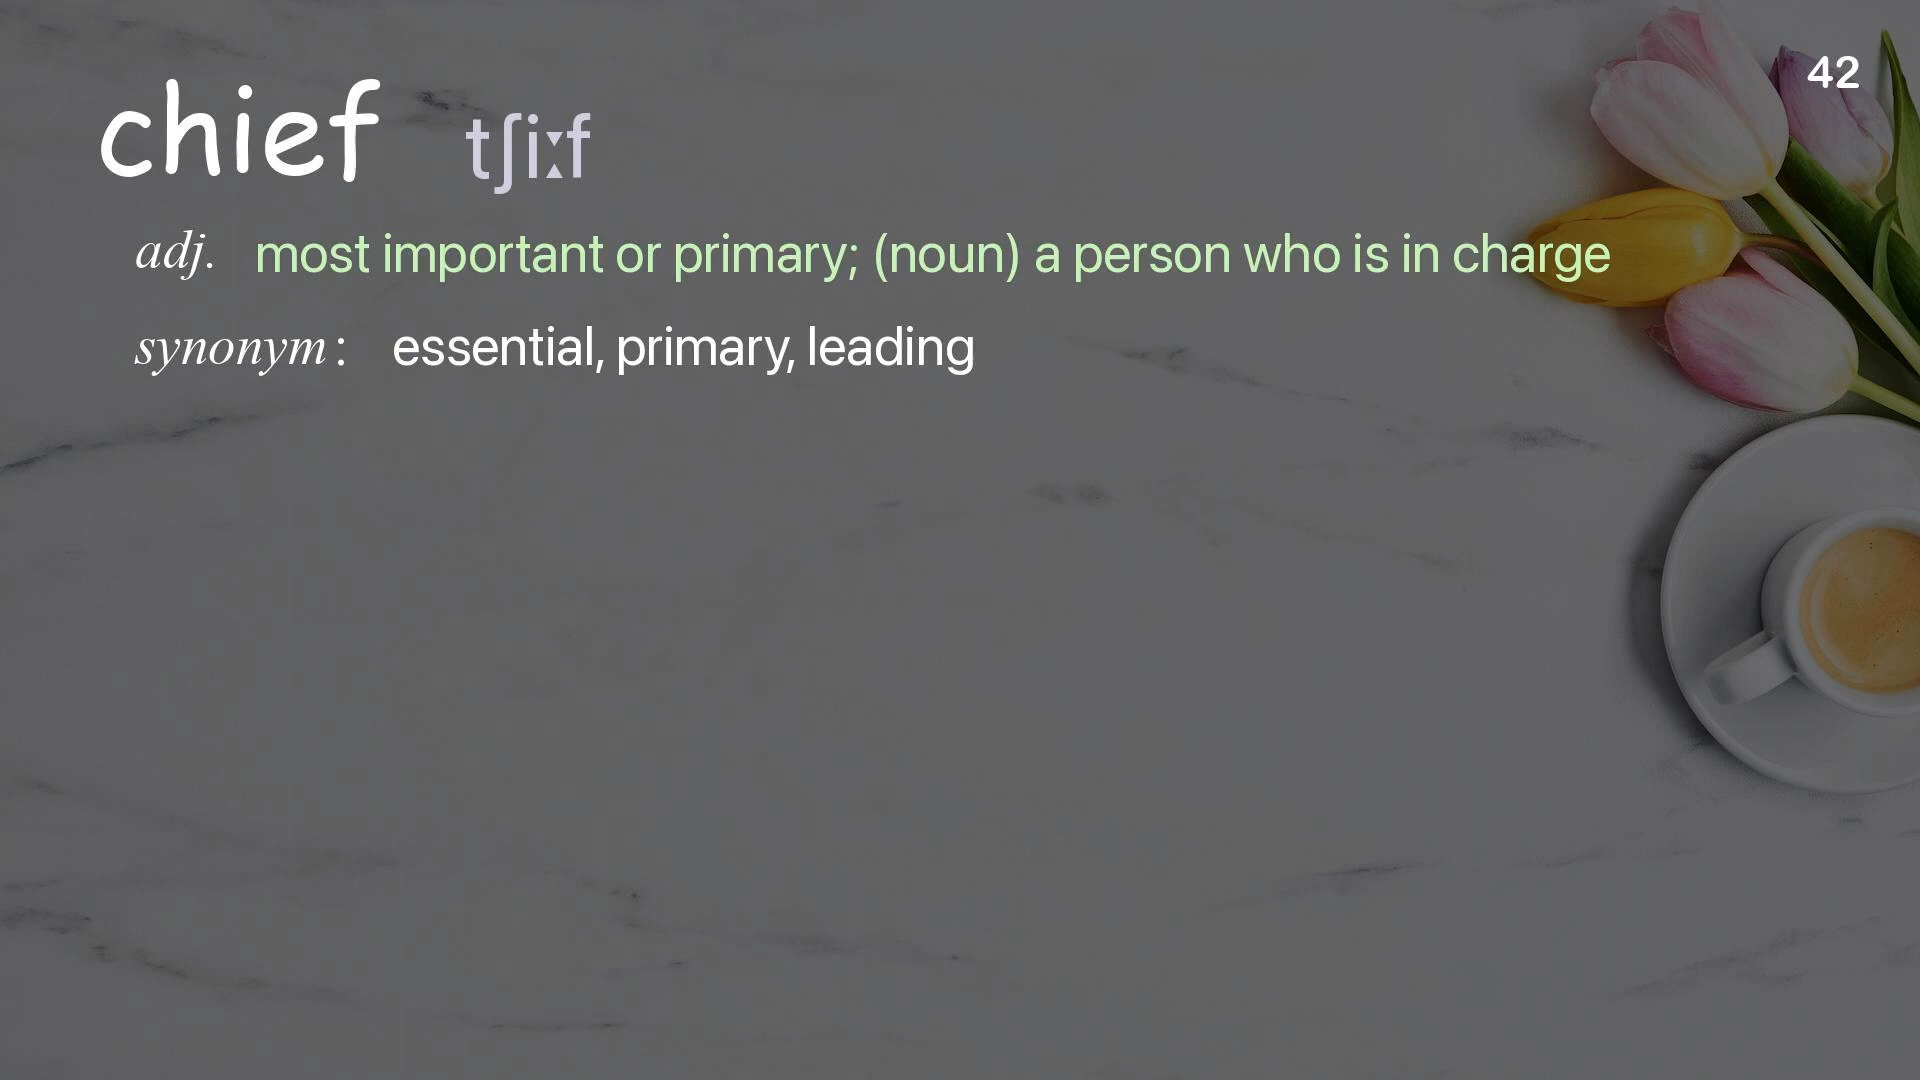 42
chief tʃiːf
adj. most important or primary; (noun) a person who is in charge
synonym: essential, primary, leading